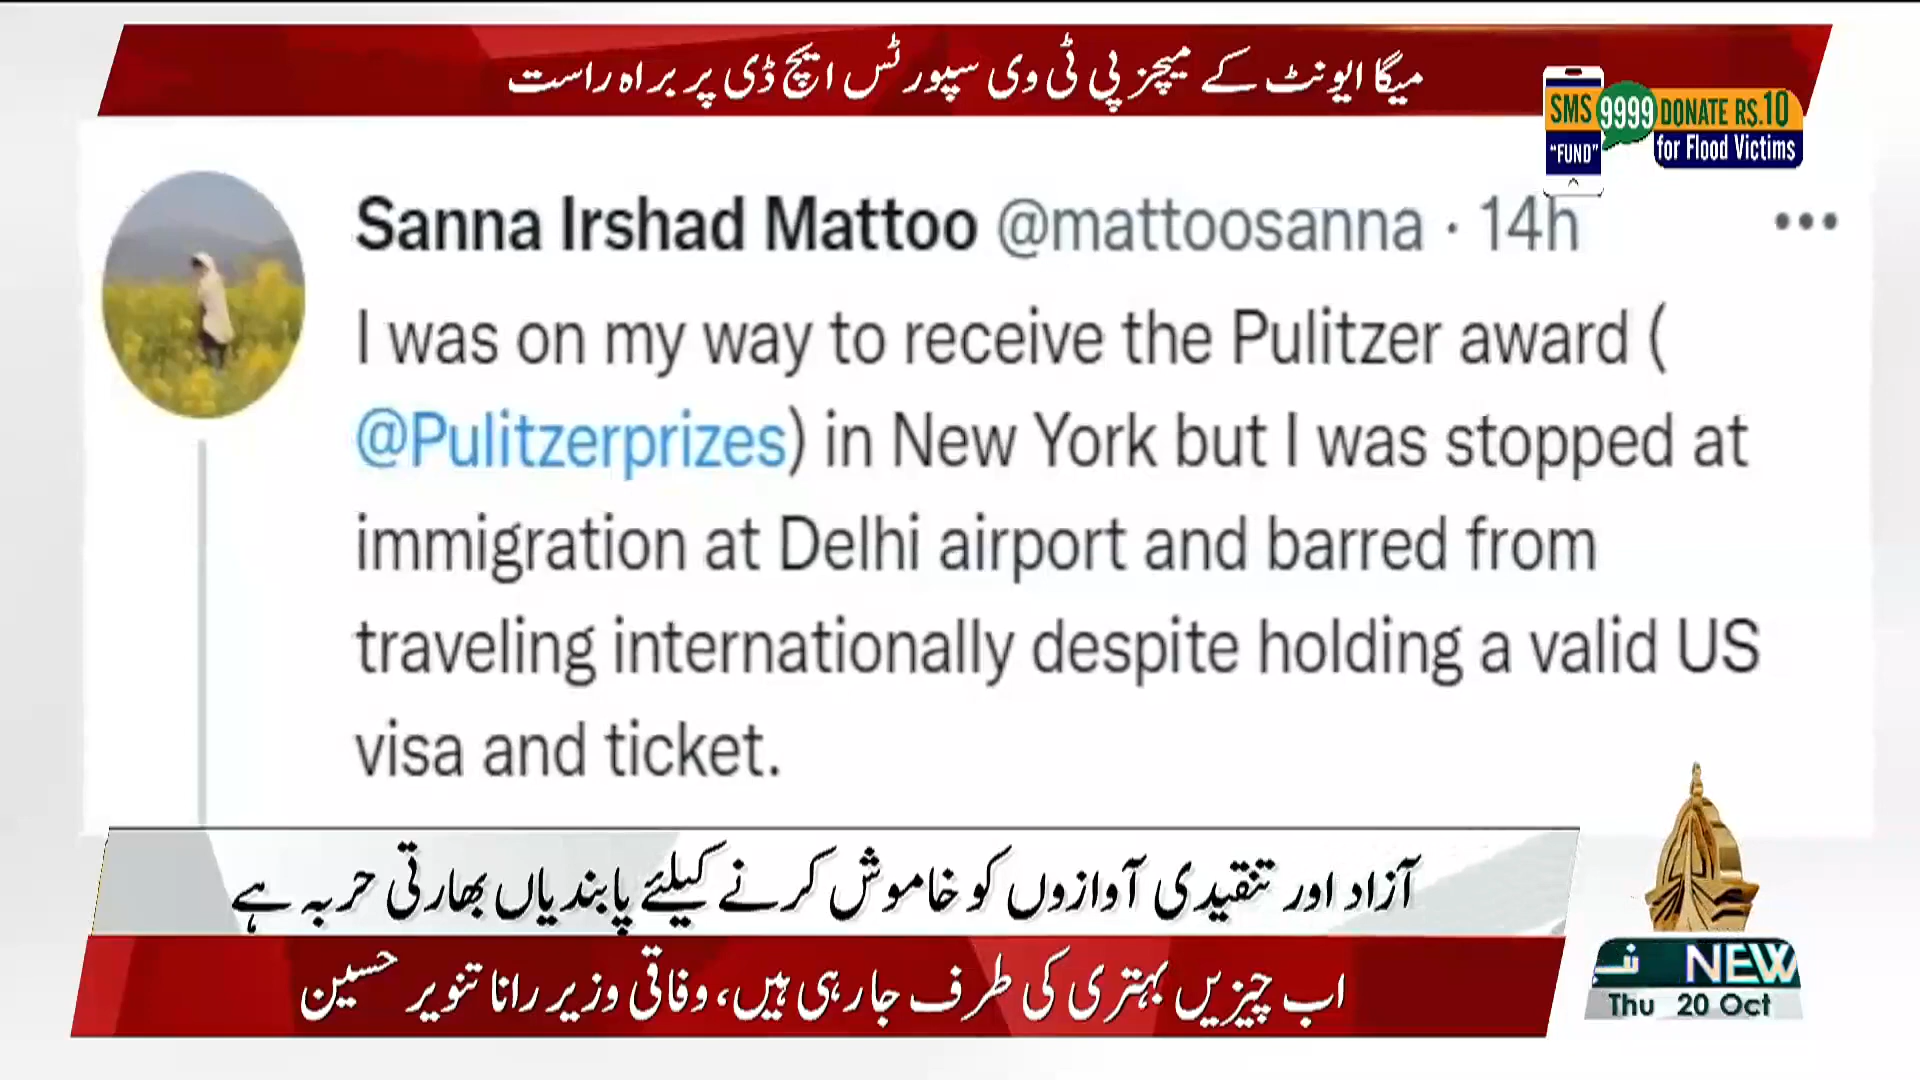 میگا ایونٹ کے میچز پی ٹی وی سپورٹس ایچ ڈی پر براہ راست
SMS
"FUND"
9999
DONATE RS.10
for Flood Victims
Sanna Irshad Mattoo @mattoosanna · 14h
I was on my way to receive the Pulitzer award (
@Pulitzerprizes) in New York but I was stopped at
immigration at Delhi airport and barred from
traveling internationally despite holding a valid US
visa and ticket.
آزاد اور تنقیدی آوازوں کو خاموش کرنے کیلئے پابندیاں بھارتی حربہ ہے
اب چیزیں بہتری کی طرف جا رہی ہیں، وفاقی وزیر رانا تنویر حسین
NEW
Thu 20 Oct